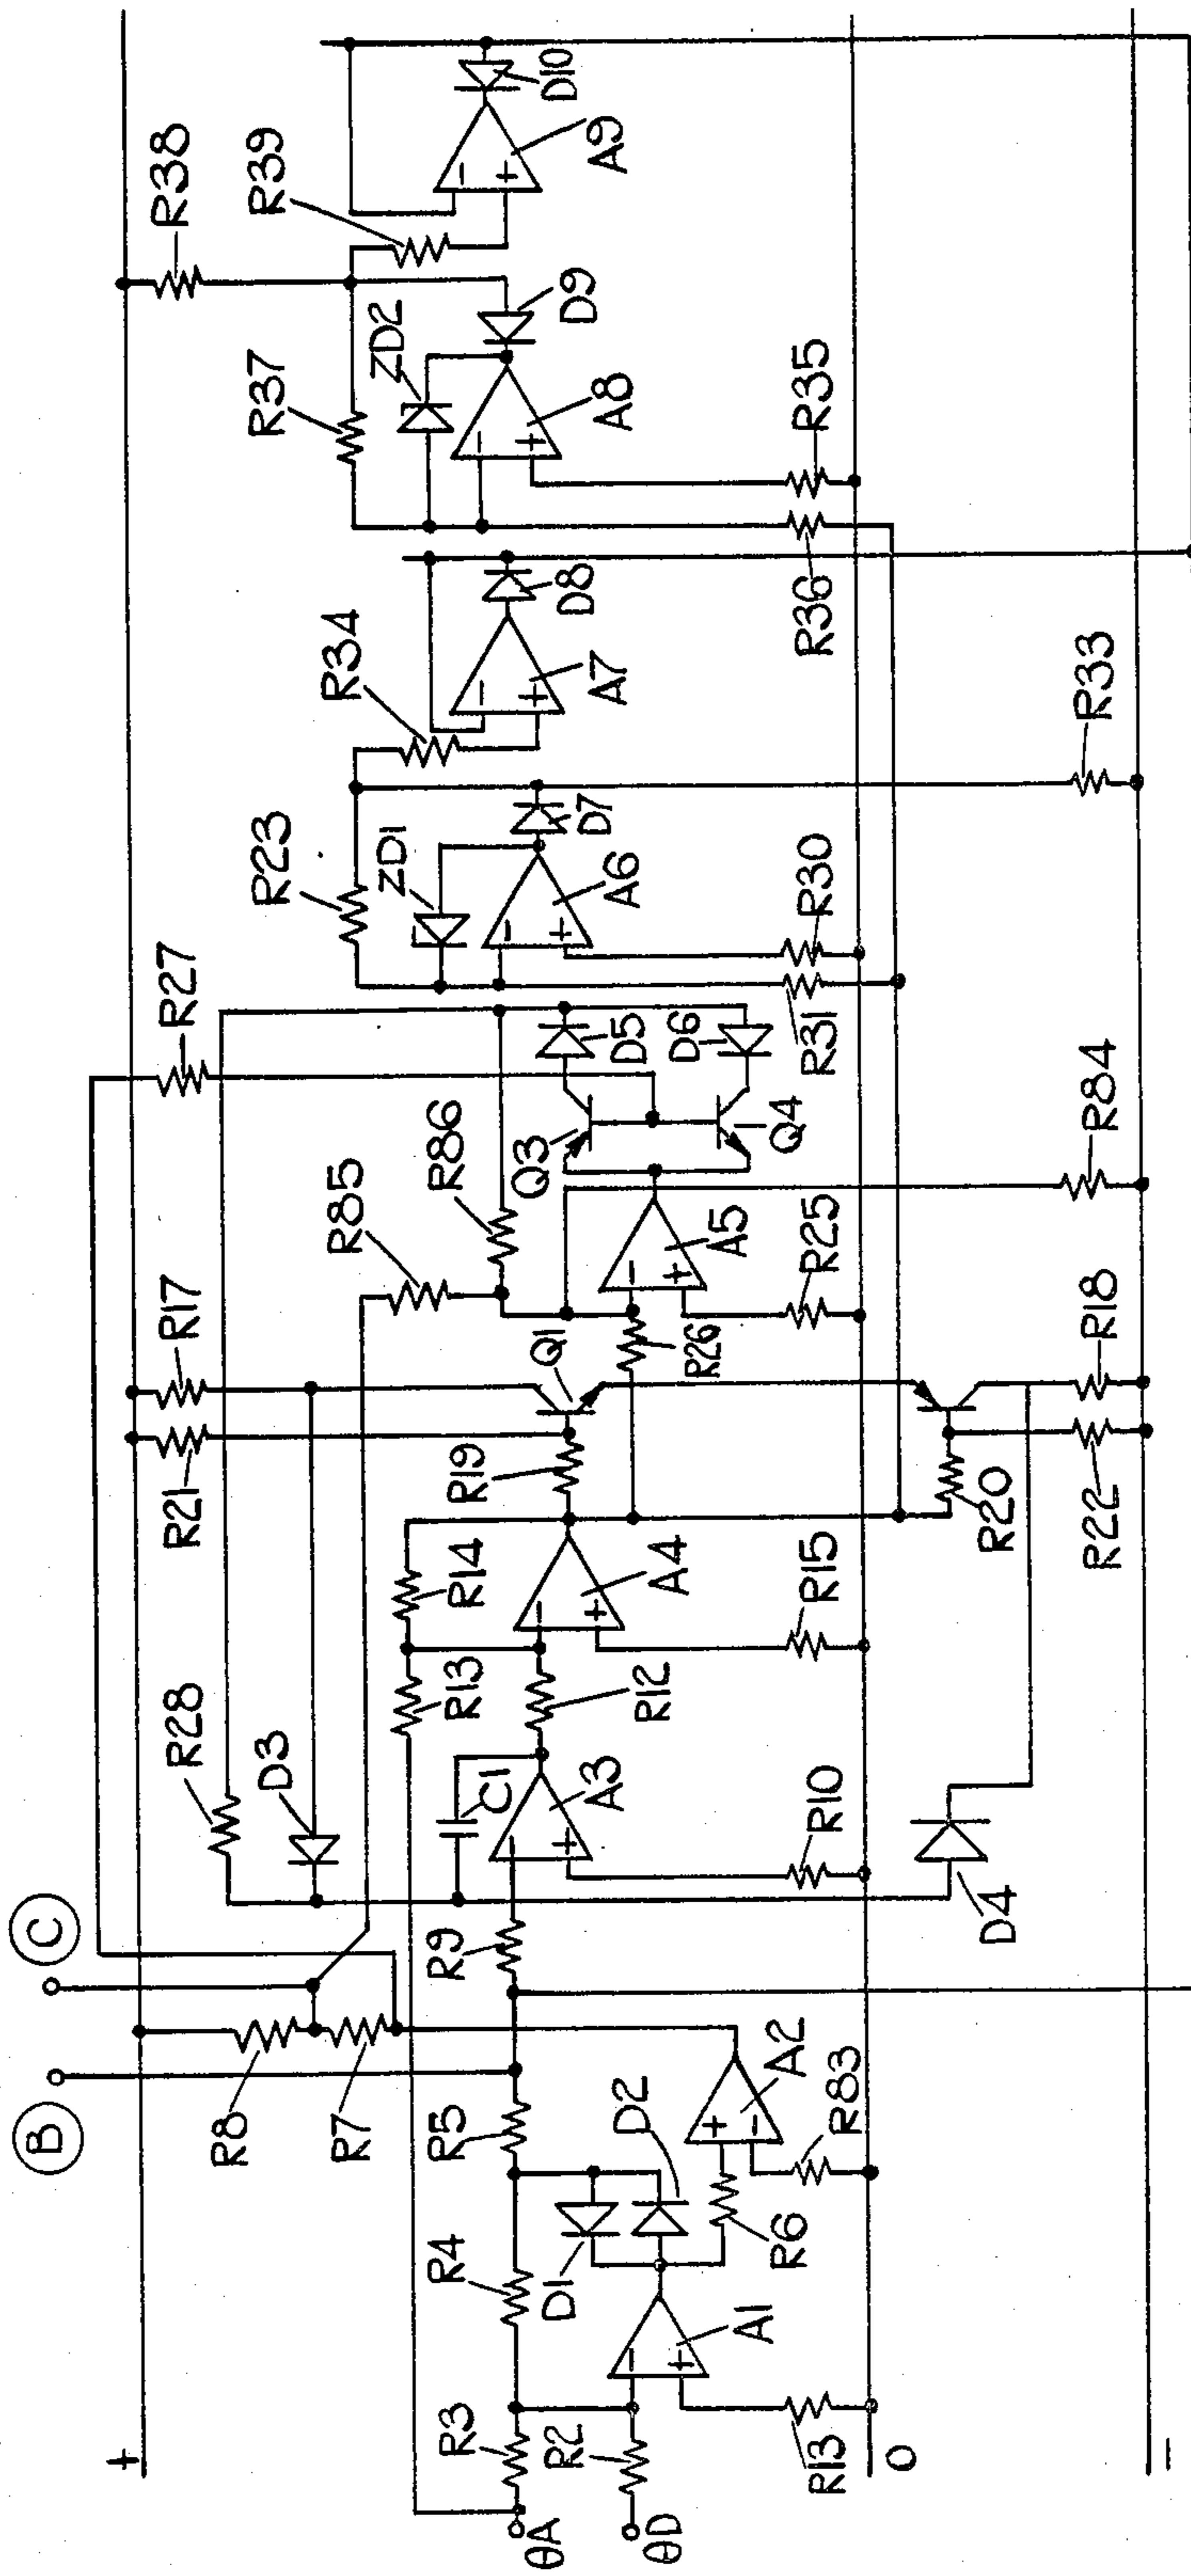 B
C
+
R8
R7
R28
D3
R21
R17
R27
R38
R85
R86
R23
R34
R37
R39
ZD1
ZD2
θA
R3
R4
R5
R9
C1
R13
R14
R19
Q1
θD
R2
D1
D2
A1
-
+
R6
A2
+
-
R83
R13
A3
+
R12
R10
A4
-
+
R15
R26
A5
-
+
R25
Q3
Q4
D5
D6
A6
-
+
D7
R30
R31
A7
-
+
D8
A8
-
+
D9
R35
R36
A9
-
+
D10
0
D4
R20
R22
R18
R84
R33
-